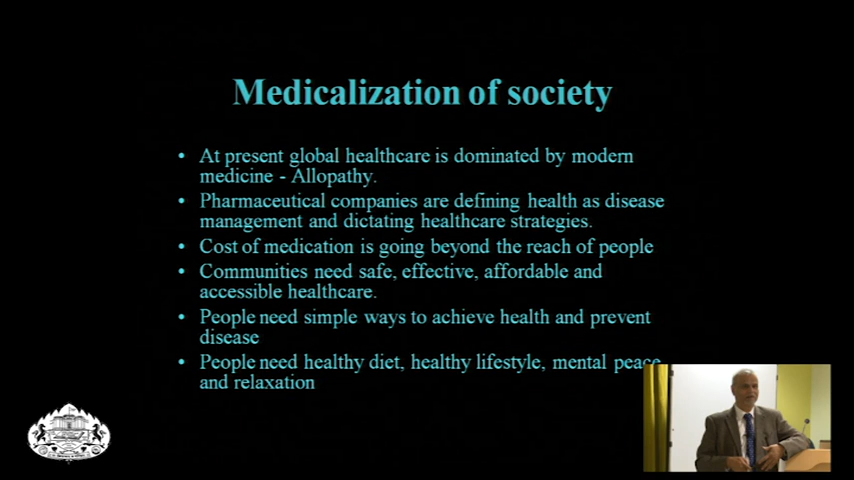 Medicalization of society
• At present global healthcare is dominated by modern
medicine - Allopathy.
• Pharmaceutical companies are defining health as disease
management and dictating healthcare strategies.
• Cost of medication is going beyond the reach of people
• Communities need safe, effective, affordable and
accessible healthcare.
• People need simple ways to achieve health and prevent
disease
• People need healthy diet, healthy lifestyle, mental peace
and relaxation